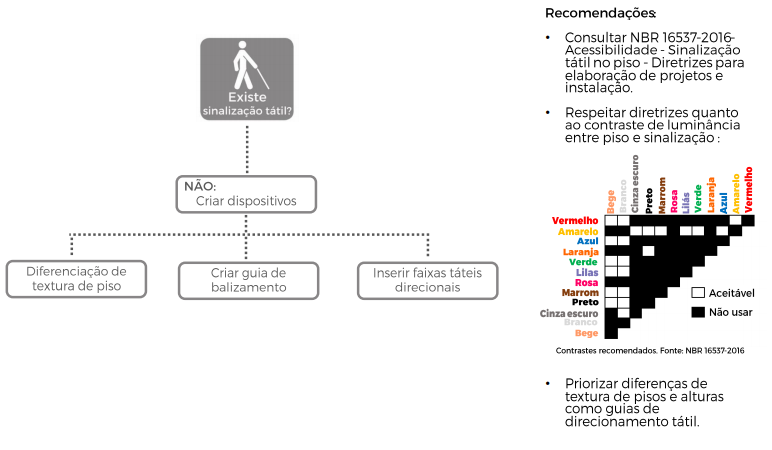 Existe
sinalização tátil?
NÃO:
Criar dispositivos
Diferenciação de
textura de piso
Criar guia de
balizamento
Inserir faixas táteis
direcionais
Recomendações:
• Consultar NBR 16537-2016-
Acessibilidade - Sinalização
tátil no piso - Diretrizes para
elaboração de projetos e
instalação.
• Respeitar diretrizes quanto
ao contraste de luminância
entre piso e sinalização :
Bege
Branco
Cinza escuro
Preto
Marrom
Rosa
Lilás
Verde
Laranja
Azul
Amarelo
Vermelho
Vermelho
Amarelo
Azul
Laranja
Verde
Lilas
Rosa
Marrom
Preto
Cinza escuro
Branco
Bege
Aceitável
Não usar
Contrastes recomendados. Fonte: NBR 16537-2016
• Priorizar diferenças de
textura de pisos e alturas
como guias de
direcionamento tátil.